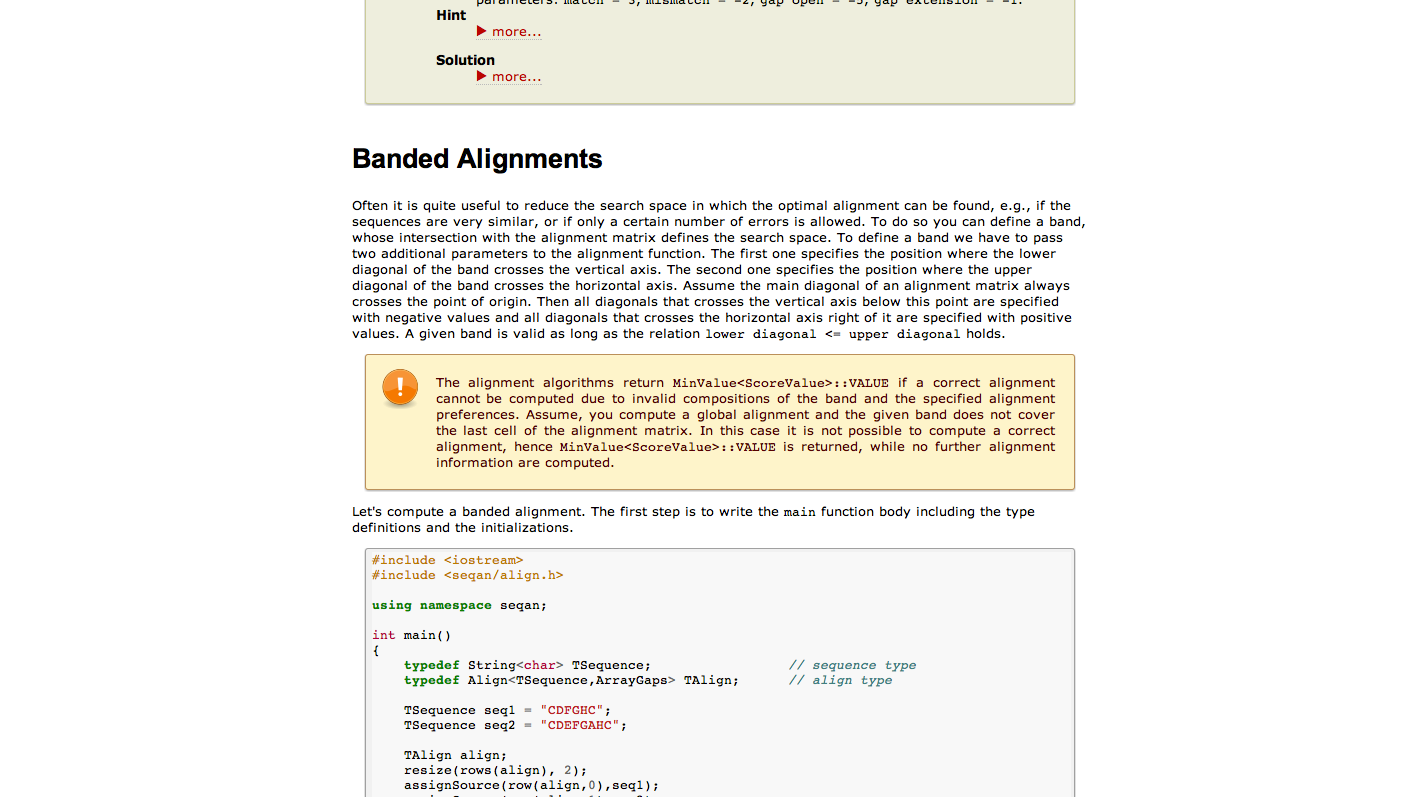 Hint
more...
Solution
more...
Banded Alignments
Often it is quite useful to reduce the search space in which the optimal alignment can be found, e.g., if the
sequences are very similar, or if only a certain number of errors is allowed. To do so you can define a band,
whose intersection with the alignment matrix defines the search space. To define a band we have to pass
two additional parameters to the alignment function. The first one specifies the position where the lower
diagonal of the band crosses the vertical axis. The second one specifies the position where the upper
diagonal of the band crosses the horizontal axis. Assume the main diagonal of an alignment matrix always
crosses the point of origin. Then all diagonals that crosses the vertical axis below this point are specified
with negative values and all diagonals that crosses the horizontal axis right of it are specified with positive
values. A given band is valid as long as the relation lower diagonal <= upper diagonal holds.
The alignment algorithms return MinValue<ScoreValue>::VALUE if a correct alignment
cannot be computed due to invalid compositions of the band and the specified alignment
preferences. Assume, you compute a global alignment and the given band does not cover
the last cell of the alignment matrix. In this case it is not possible to compute a correct
alignment, hence MinValue<ScoreValue>::VALUE is returned, while no further alignment
information are computed.
Let's compute a banded alignment. The first step is to write the main function body including the type
definitions and the initializations.
#include <iostream>
#include <seqan/align.h>
using namespace seqan;
int main()
{
typedef String<char> TSequence; // sequence type
typedef Align<TSequence,ArrayGaps> TAlign; // align type
TSequence seq1 = "CDFGHC";
TSequence seq2 = "CDEFGAHC";
TAlign align;
resize(rows(align), 2);
assignSource(row(align,0),seq1);